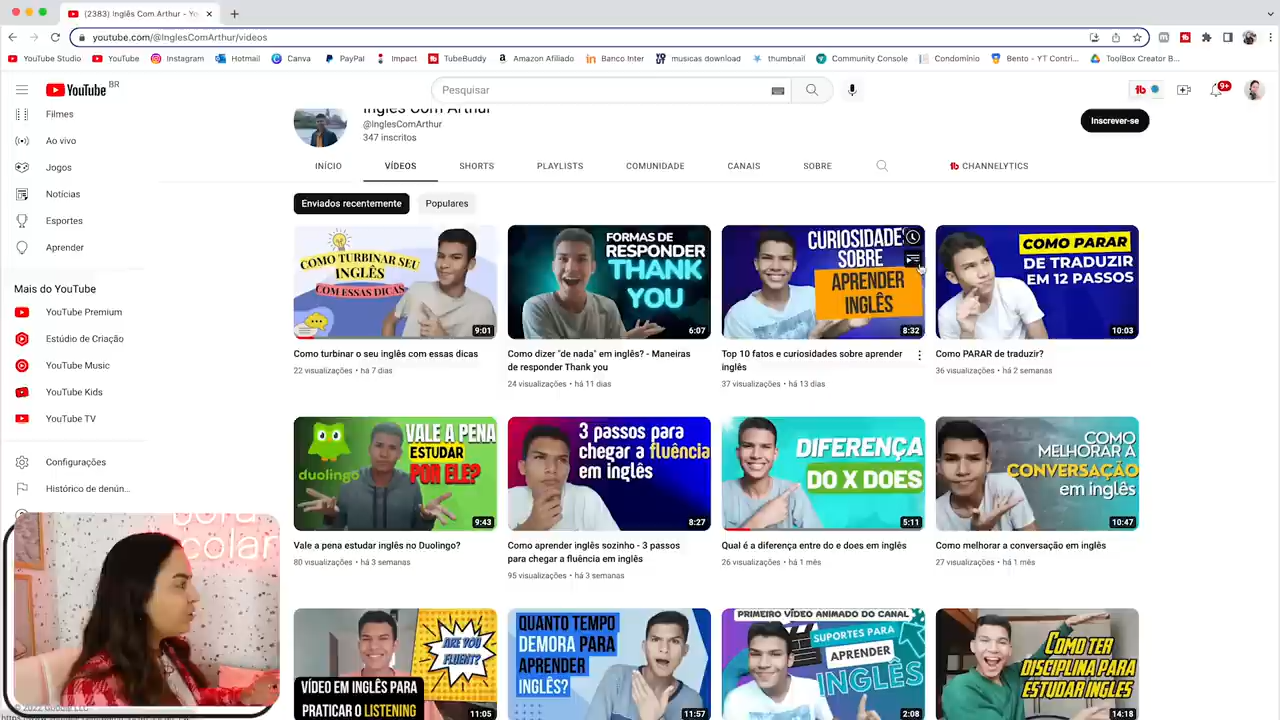 (2383) Inglês Com Arthur - Yo
youtube.com/@InglesComArthur/videos
YouTube Studio
YouTube
Instagram
Hotmail
Canva
PayPal
Impact
TubeBuddy
Amazon Afiliado
Banco Inter
musicas download
thumbnail
Community Console
Condomínio
Bento - YT Contri...
ToolBox Creator B...
YouTube BR
Pesquisar
9+
Filmes
Ao vivo
Jogos
Notícias
Esportes
Aprender
Mais do YouTube
YouTube Premium
Estúdio de Criação
YouTube Music
YouTube Kids
YouTube TV
Configurações
Histórico de denún...
Inglês Com Arthur
@InglesComArthur
347 inscritos
Inscrever-se
INÍCIO
VÍDEOS
SHORTS
PLAYLISTS
COMUNIDADE
CANAIS
SOBRE
CHANNELYTICS
Enviados recentemente
Populares
COMO TURBINAR SEU
INGLÊS
COM ESSAS DICAS
9:01
Como turbinar o seu inglês com essas dicas
22 visualizações • há 7 dias
FORMAS DE
RESPONDER
THANK
YOU
6:07
Como dizer "de nada" em inglês? - Maneiras
de responder Thank you
24 visualizações • há 11 dias
CURIOSIDADE
SOBRE
APRENDER
INGLÊS
8:32
Top 10 fatos e curiosidades sobre aprender
inglês
37 visualizações • há 13 dias
COMO PARAR
DE TRADUZIR
EM 12 PASSOS
10:03
Como PARAR de traduzir?
36 visualizações • há 2 semanas
duolingo
VALE A PENA
ESTUDAR
POR ELE?
9:43
Vale a pena estudar inglês no Duolingo?
80 visualizações • há 3 semanas
3 passos para
chegar a fluência
em inglês
8:27
Como aprender inglês sozinho - 3 passos
para chegar a fluência em inglês
95 visualizações • há 3 semanas
DIFERENÇA
DO X DOES
5:11
Qual é a diferença entre do e does em inglês
26 visualizações • há 1 mês
COMO
MELHORAR A
CONVERSAÇÃO
em inglês
10:47
Como melhorar a conversação em inglês
27 visualizações • há 1 mês
ARE YOU
FLUENT?
VÍDEO EM INGLÊS PARA
PRATICAR O LISTENING
11:05
QUANTO TEMPO
DEMORA PARA
APRENDER
INGLÊS?
11:57
PRIMEIRO VÍDEO ANIMADO DO CANAL
SUPORTES PARA
APRENDER
INGLÊS
2:08
COMO TER
DISCIPLINA PARA
ESTUDAR INGLES
14:18
bora
colar
© 2022 Google LLC